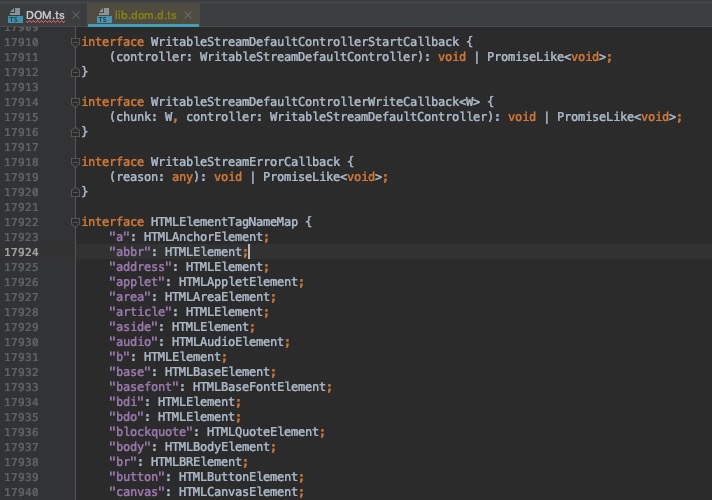 DOM.ts
lib.dom.d.ts
17909
17910 interface WritableStreamDefaultControllerStartCallback {
17911 (controller: WritableStreamDefaultController): void | PromiseLike<void>;
17912 }
17913
17914 interface WritableStreamDefaultControllerWriteCallback<W> {
17915 (chunk: W, controller: WritableStreamDefaultController): void | PromiseLike<void>;
17916 }
17917
17918 interface WritableStreamErrorCallback {
17919 (reason: any): void | PromiseLike<void>;
17920 }
17921
17922 interface HTMLElementTagNameMap {
17923 "a": HTMLAnchorElement;
17924 "abbr": HTMLElement;
17925 "address": HTMLElement;
17926 "applet": HTMLAppletElement;
17927 "area": HTMLAreaElement;
17928 "article": HTMLElement;
17929 "aside": HTMLElement;
17930 "audio": HTMLAudioElement;
17931 "b": HTMLElement;
17932 "base": HTMLBaseElement;
17933 "basefont": HTMLBaseFontElement;
17934 "bdi": HTMLElement;
17935 "bdo": HTMLElement;
17936 "blockquote": HTMLQuoteElement;
17937 "body": HTMLBodyElement;
17938 "br": HTMLBRElement;
17939 "button": HTMLButtonElement;
17940 "canvas": HTMLCanvasElement;